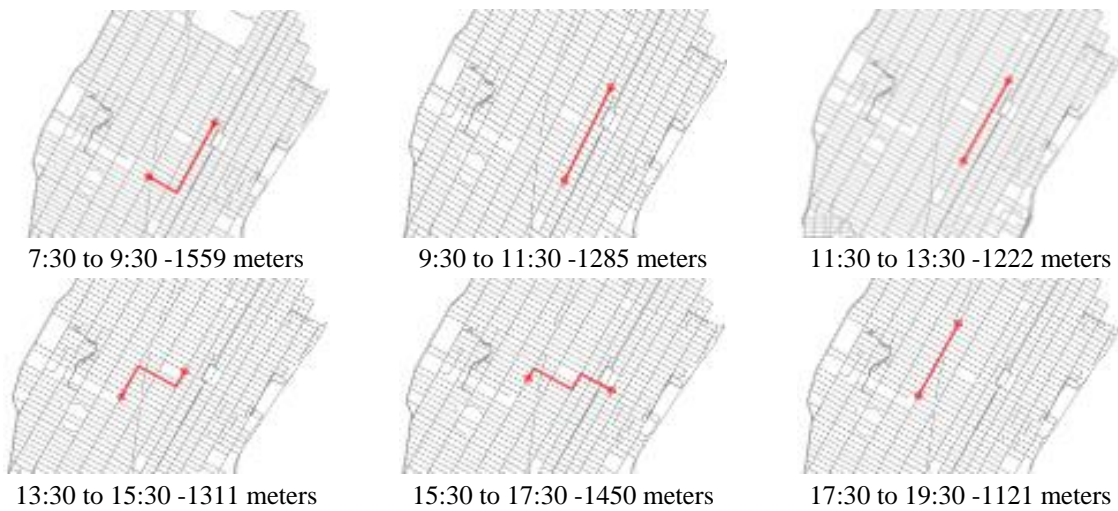 7:30 to 9:30 -1559 meters
9:30 to 11:30 -1285 meters
11:30 to 13:30 -1222 meters
13:30 to 15:30 -1311 meters
15:30 to 17:30 -1450 meters
17:30 to 19:30 -1121 meters